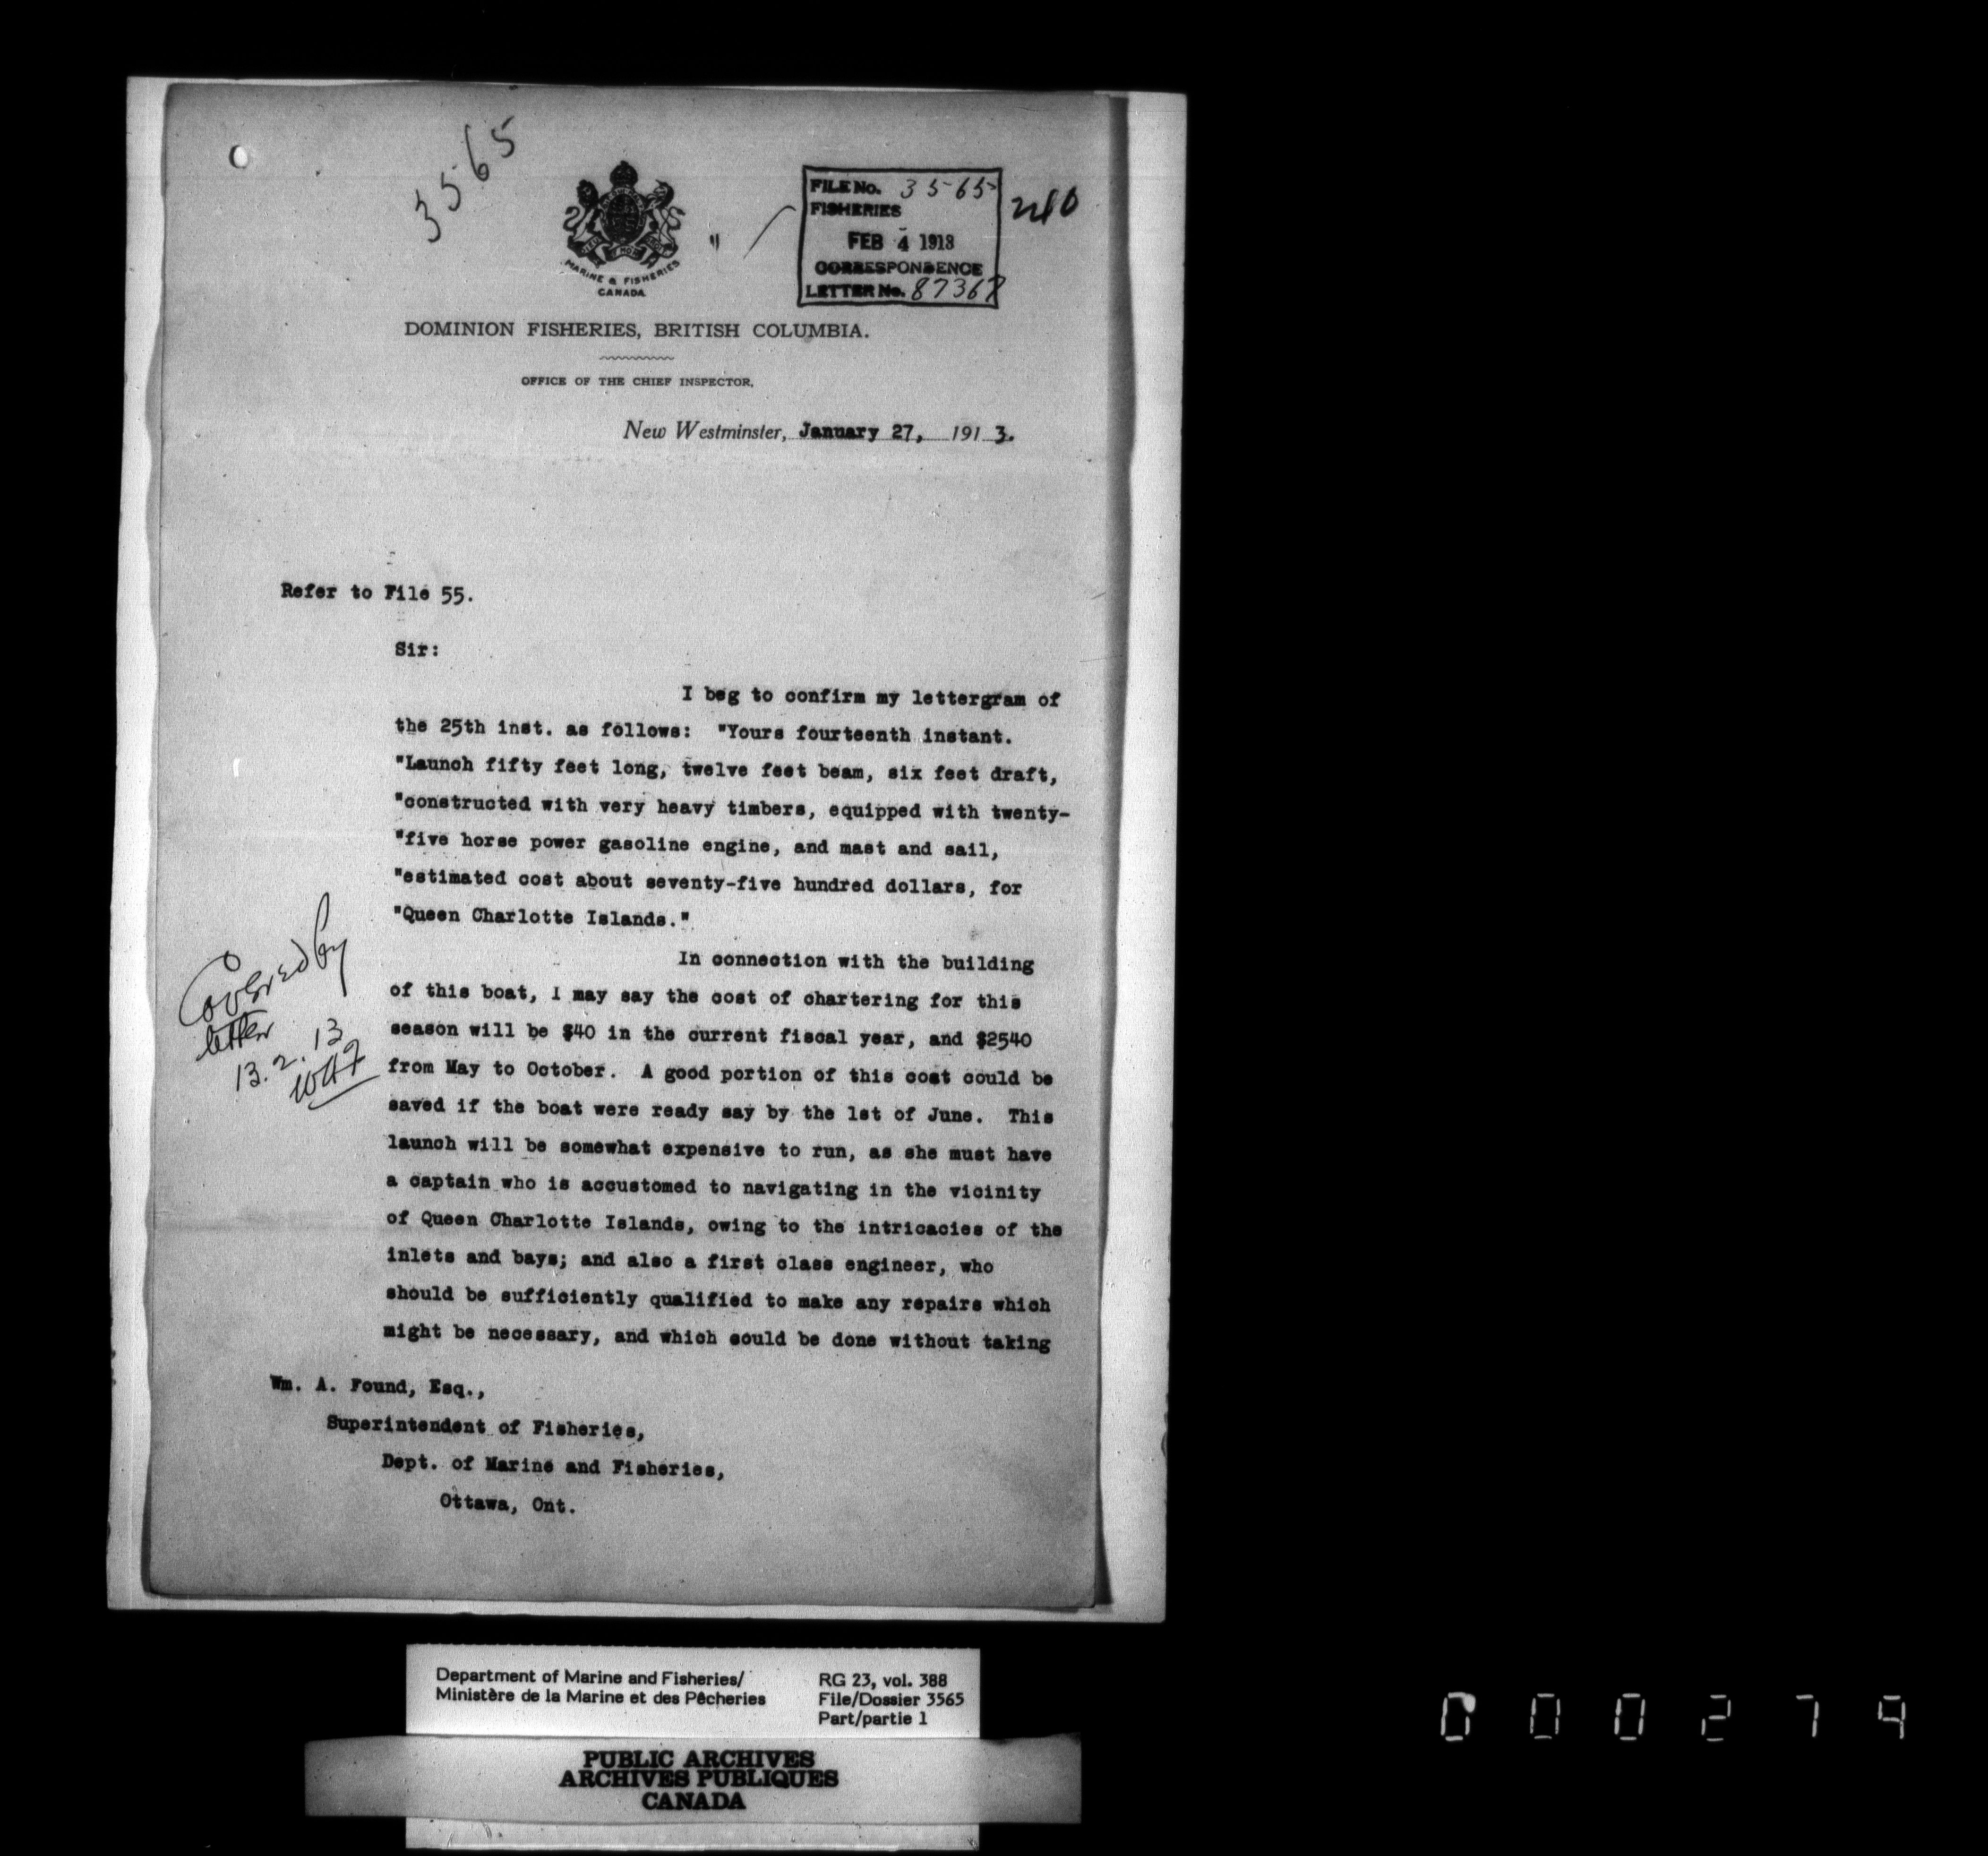 3565
FILE No. 3565
FISHERIES
FEB 4 1913
CORRESPONDENCE
LETTER No. 87367
MARINE & FISHERIES
CANADA
DOMINION FISHERIES, BRITISH COLUMBIA.
OFFICE OF THE CHIEF INSPECTOR.
New Westminster, January 27, 1913.
Refer to File 55.
Sir:
I beg to confirm my lettergram of
the 25th inst. as follows: "Yours fourteenth instant.
"Launch fifty feet long, twelve feet beam, six feet draft,
"constructed with very heavy timbers, equipped with twenty-
"five horse power gasoline engine, and mast and sail,
"estimated cost about seventy-five hundred dollars, for
"Queen Charlotte Islands."
In connection with the building
of this boat, I may say the cost of chartering for this
season will be $40 in the current fiscal year, and $2540
from May to October. A good portion of this cost could be
saved if the boat were ready say by the 1st of June. This
launch will be somewhat expensive to run, as she must have
a captain who is accustomed to navigating in the vicinity
of Queen Charlotte Islands, owing to the intricacies of the
inlets and bays; and also a first class engineer, who
should be sufficiently qualified to make any repairs which
might be necessary, and which could be done without taking
Covered by
letter
13.2.13
Wm. A. Found, Esq.,
Superintendent of Fisheries,
Dept. of Marine and Fisheries,
Ottawa, Ont.
Department of Marine and Fisheries/
Ministère de la Marine et des Pêcheries
RG 23, vol. 388
File/Dossier 3565
Part/partie 1
PUBLIC ARCHIVES
ARCHIVES PUBLIQUES
CANADA
000279